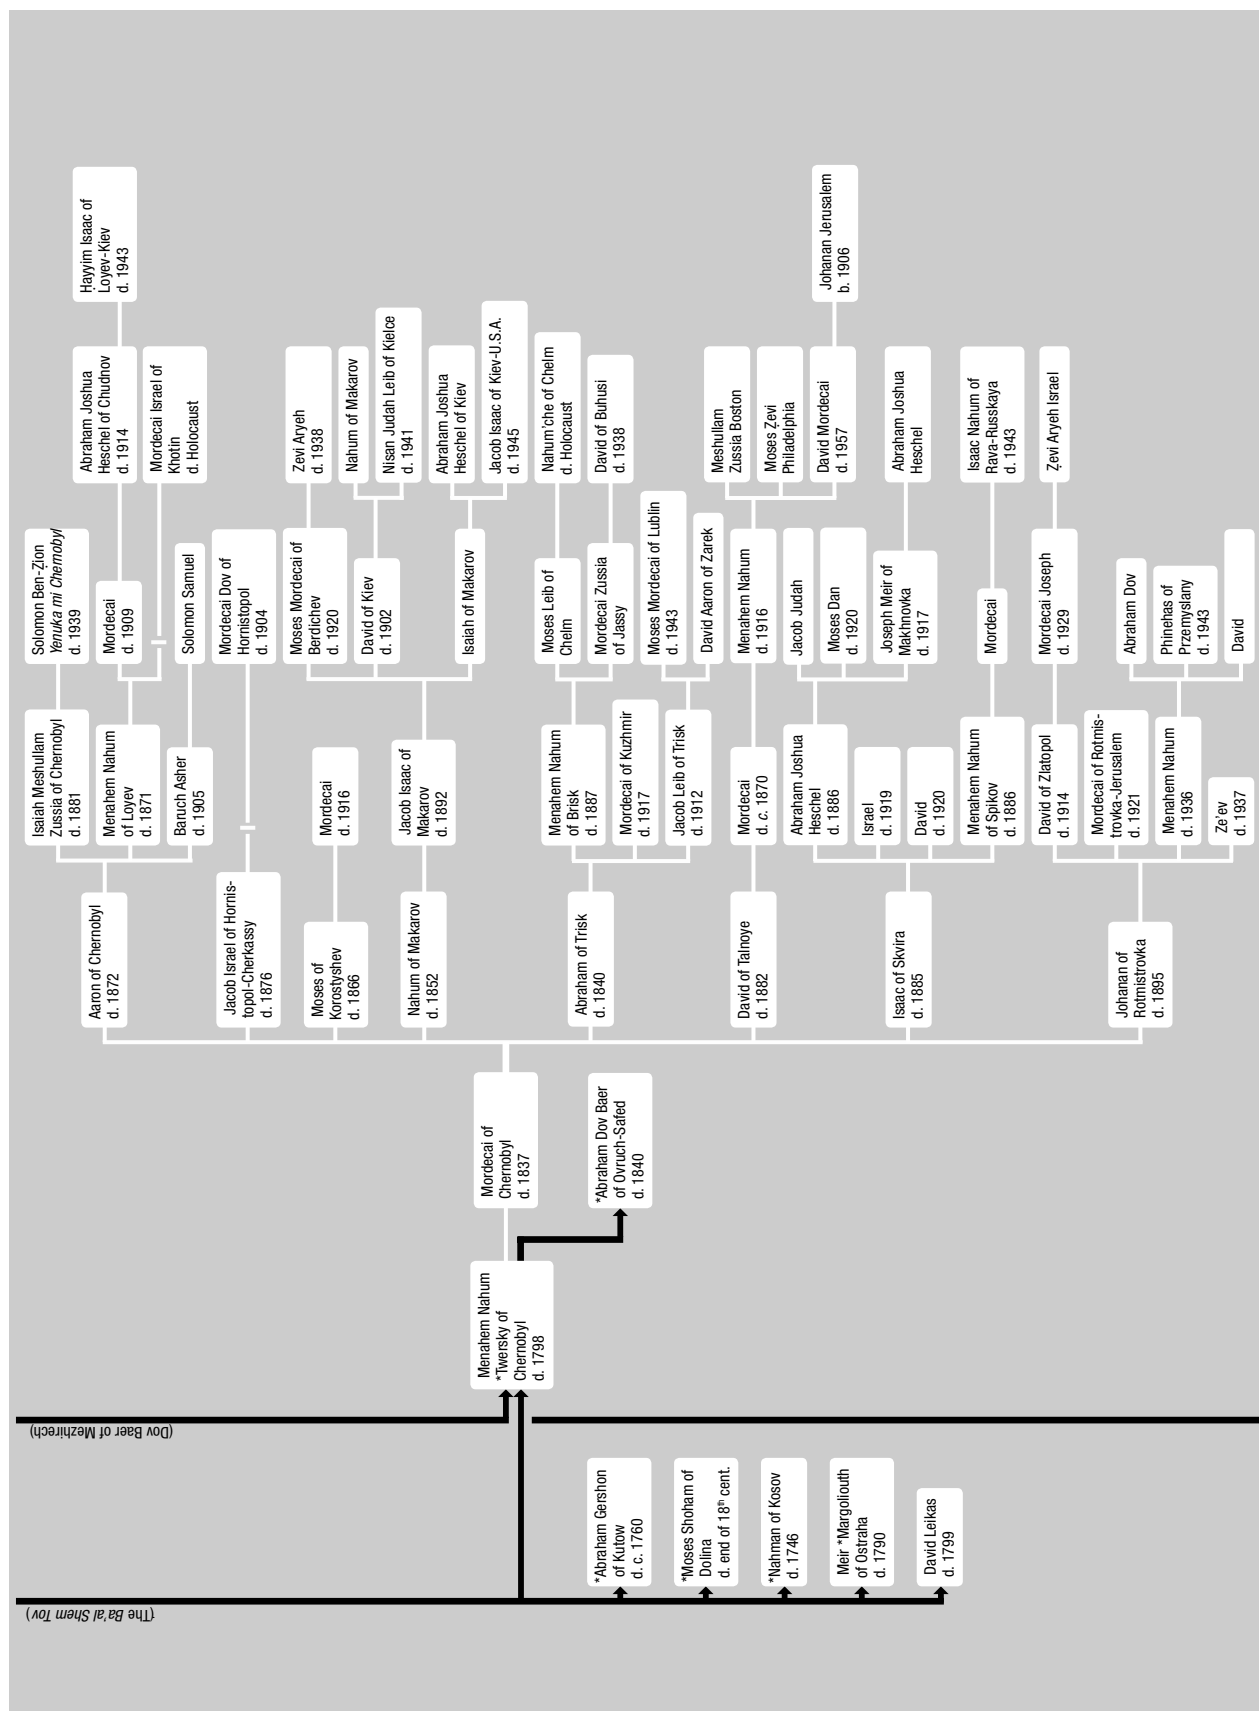 (The Ba'al Shem Tov)
*Abraham Gershon
of Kutow
d. c. 1760
*Moses Shoham of
Dolina
d. end of 18th cent.
*Nahman of Kosov
d. 1746
Meir *Margoliouth
of Ostraha
d. 1790
David Leikas
d. 1799
(Dov Baer of Mezhirech)
Menahem Nahum
*Twersky of
Chernobyl
d. 1798
Mordecai of
Chernobyl
d. 1837
*Abraham Dov Baer
of Ovruch-Safed
d. 1840
Aaron of Chernobyl
d. 1872
Jacob Israel of Hornis-
topol-Cherkassy
d. 1876
Moses of
Korostyshev
d. 1866
Nahum of Makarov
d. 1852
Abraham of Trisk
d. 1840
David of Talnoye
d. 1882
Isaac of Skvira
d. 1885
Johanan of
Rotmistrovka
d. 1895
Isaiah Meshullam
Zussia of Chernobyl
d. 1881
Menahem Nahum
of Loyev
d. 1871
Baruch Asher
d. 1905
Mordecai
d. 1916
Jacob Isaac of
Makarov
d. 1892
Menahem Nahum
of Brisk
d. 1887
Mordecai of Kuzhmir
d. 1917
Jacob Leib of Trisk
d. 1912
Mordecai
d. c. 1870
Abraham Joshua
Heschel
d. 1886
Israel
d. 1919
David
d. 1920
Menahem Nahum
of Spikov
d. 1886
David of Zlatopol
d. 1914
Mordecai of Rotmis-
trovka-Jerusalem
d. 1921
Menahem Nahum
d. 1936
Ze'ev
d. 1937
Solomon Ben-Ẓion
Yenuka mi Chernobyl
d. 1939
Mordecai
d. 1909
Solomon Samuel
Mordecai Dov of
Hornistopol
d. 1904
Moses Mordecai of
Berdichev
d. 1920
David of Kiev
d. 1902
Isaiah of Makarov
Moses Leib of
Chelm
Mordecai Zussia
of Jassy
Moses Mordecai of Lublin
d. 1943
David Aaron of Zarek
Menahem Nahum
d. 1916
Jacob Judah
Moses Dan
d. 1920
Joseph Meir of
Makhnovka
d. 1917
Mordecai
Mordecai Joseph
d. 1929
Abraham Dov
Phinehas of
Przemyslany
d. 1943
David
Abraham Joshua
Heschel of Chudnov
d. 1914
Mordecai Israel of
Khotin
d. Holocaust
Zevi Aryeh
d. 1938
Nahum of Makarov
Nisan Judah Leib of Kielce
d. 1941
Abraham Joshua
Heschel of Kiev
Jacob Isaac of Kiev-U.S.A.
d. 1945
Nahum'che of Chelm
d. Holocaust
David of Buhusi
d. 1938
Meshullam
Zussia Boston
Moses Ẓevi
Philadelphia
David Mordecai
d. 1957
Abraham Joshua
Heschel
Isaac Nahum of
Rava-Russkaya
d. 1943
Ẓevi Aryeh Israel
Ḥayyim Isaac of
Loyev-Kiev
d. 1943
Johanan Jerusalem
b. 1906